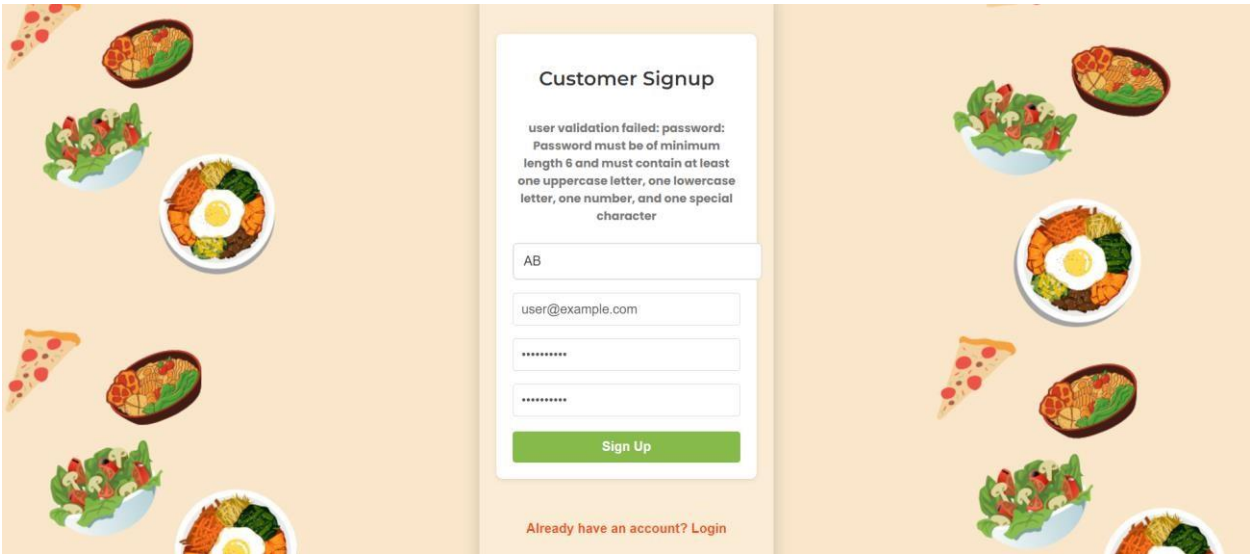 Customer Signup
user validation failed: password:
Password must be of minimum
length 6 and must contain at least
one uppercase letter, one lowercase
letter, one number, and one special
character
AB
user@example.com
••••••••••
••••••••••
Sign Up
Already have an account? Login